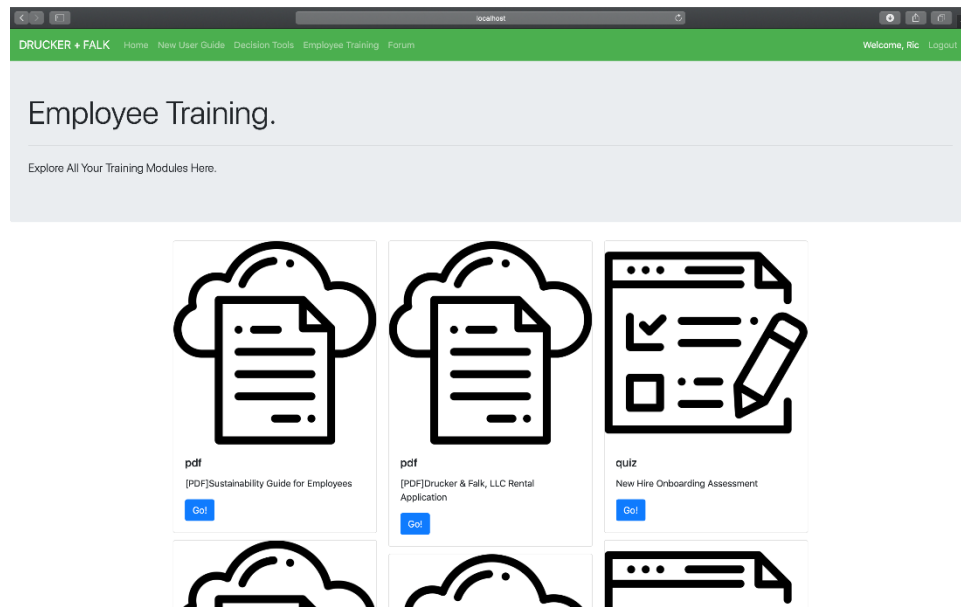 localhost
DRUCKER + FALK Home New User Guide Decision Tools Employee Training Forum Welcome, Ric Logout
Employee Training.
Explore All Your Training Modules Here.
pdf
[PDF]Sustainability Guide for Employees
Go!
pdf
[PDF]Drucker & Falk, LLC Rental
Application
Go!
quiz
New Hire Onboarding Assessment
Go!